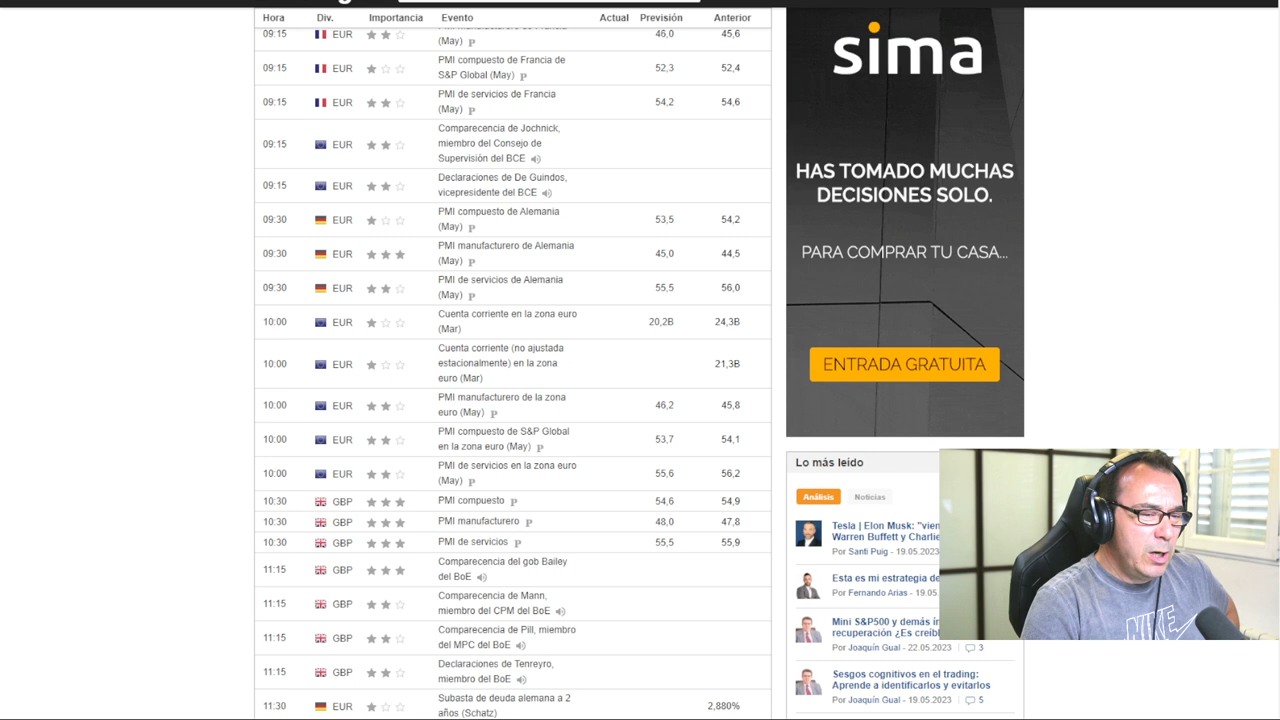 Hora Div. Importancia Evento Actual Previsión Anterior
09:15 EUR PMI manufacturero de Francia 46,0 45,6
(May) P
09:15 EUR PMI compuesto de Francia de 52,3 52,4
S&P Global (May) P
09:15 EUR PMI de servicios de Francia 54,2 54,6
(May) P
09:15 EUR Comparecencia de Jochnick,
miembro del Consejo de
Supervisión del BCE
09:15 EUR Declaraciones de De Guindos,
vicepresidente del BCE
09:30 EUR PMI compuesto de Alemania 53,5 54,2
(May) P
09:30 EUR PMI manufacturero de Alemania 45,0 44,5
(May) P
09:30 EUR PMI de servicios de Alemania 55,5 56,0
(May) P
10:00 EUR Cuenta corriente en la zona euro 20,2B 24,3B
(Mar)
10:00 EUR Cuenta corriente (no ajustada 21,3B
estacionalmente) en la zona
euro (Mar)
10:00 EUR PMI manufacturero de la zona 46,2 45,8
euro (May) P
10:00 EUR PMI compuesto de S&P Global 53,7 54,1
en la zona euro (May) P
10:00 EUR PMI de servicios en la zona euro 55,6 56,2
(May) P
10:30 GBP PMI compuesto P 54,6 54,9
10:30 GBP PMI manufacturero P 48,0 47,8
10:30 GBP PMI de servicios P 55,5 55,9
11:15 GBP Comparecencia del gob Bailey
del BoE
11:15 GBP Comparecencia de Mann,
miembro del CPM del BoE
11:15 GBP Comparecencia de Pill, miembro
del MPC del BoE
11:15 GBP Declaraciones de Tenreyro,
miembro del BoE
11:30 EUR Subasta de deuda alemana a 2 2,880%
años (Schatz)
sima
HAS TOMADO MUCHAS
DECISIONES SOLO.
PARA COMPRAR TU CASA...
ENTRADA GRATUITA
Lo más leído
Análisis Noticias
Tesla | Elon Musk: "vien
Warren Buffett y Charlie
Por Santi Puig - 19.05.2023
Esta es mi estrategia de
Por Fernando Arias - 19.05.
Mini S&P500 y demás ín
recuperación ¿Es creíbl
Por Joaquín Gual - 22.05.2023 3
Sesgos cognitivos en el trading:
Aprende a identificarlos y evitarlos
Por Joaquín Gual - 19.05.2023 5
NIKE